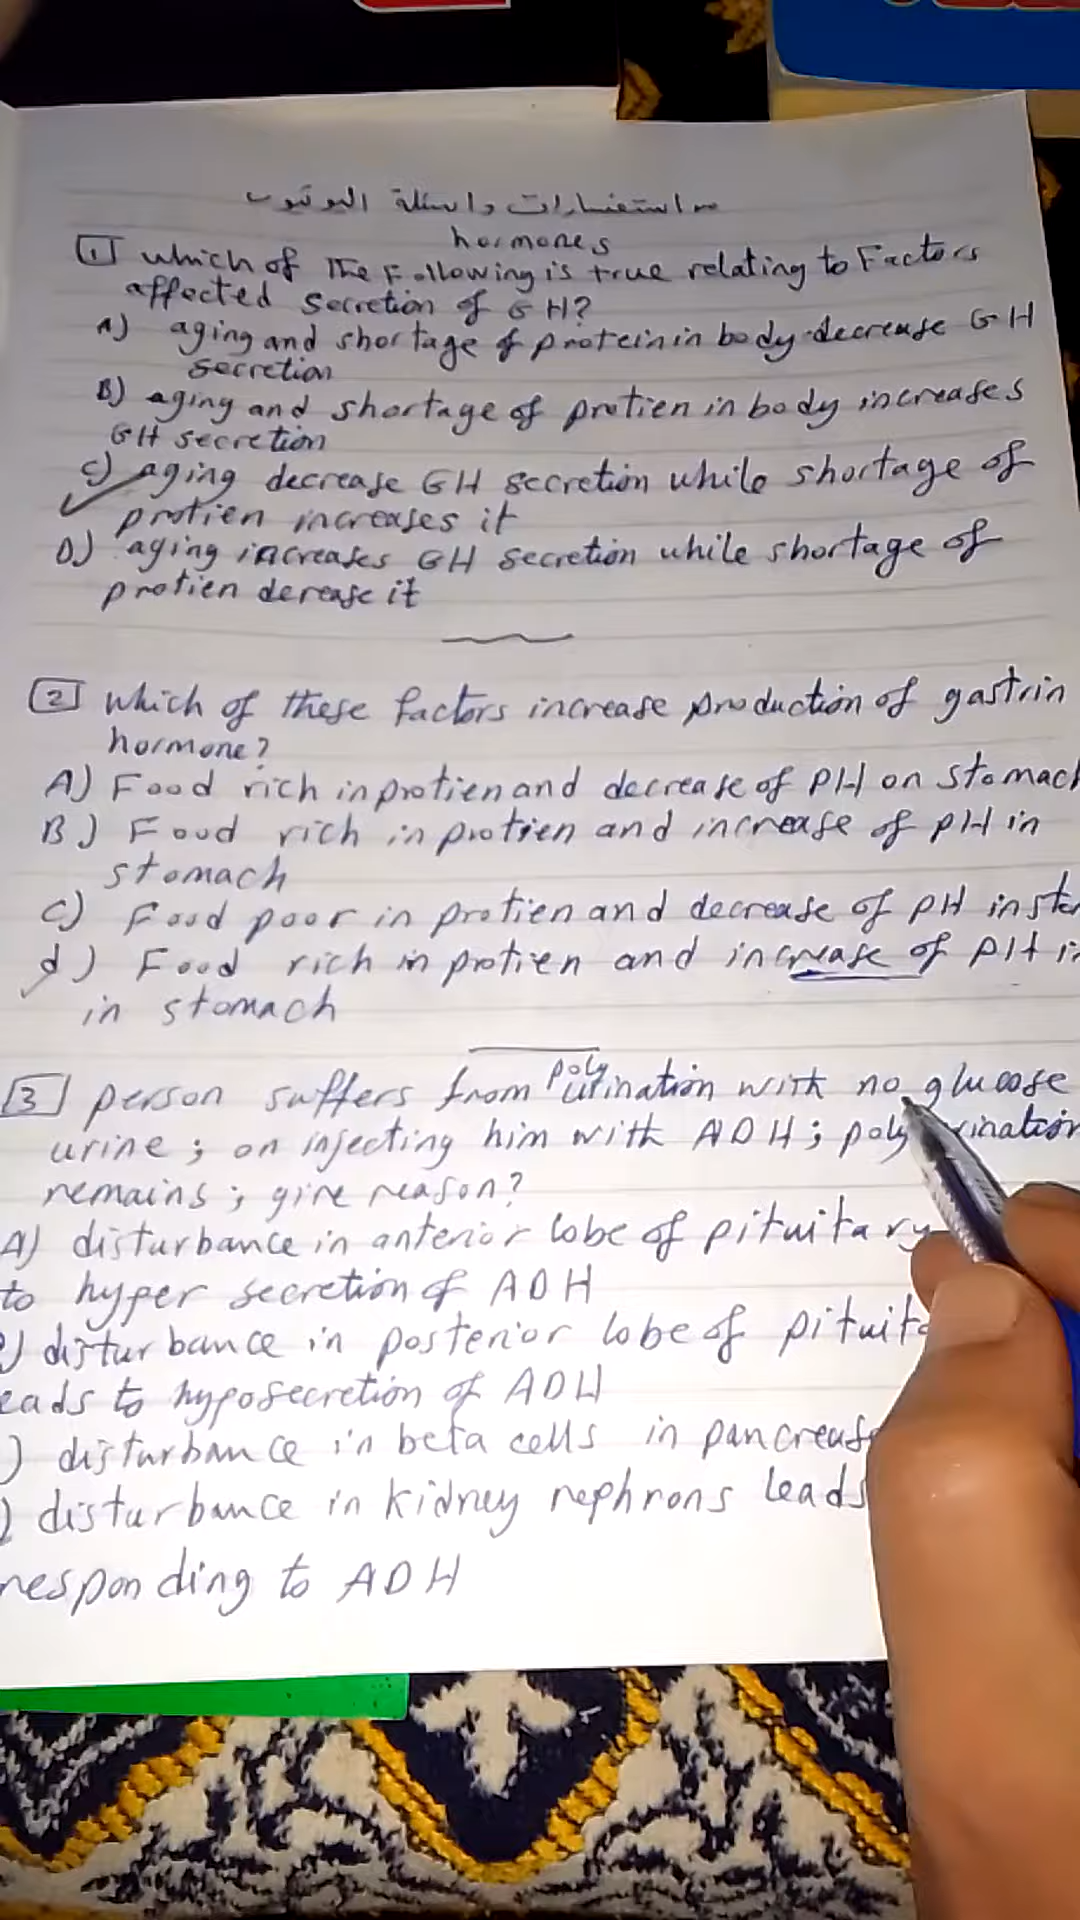 استفسارات واسئلة اليوتيوب
hormones
1 which of The Following is true relating to Factors
affected secretion of GH?
A) aging and shortage of protein in body decrease GH
secretion
B) aging and shortage of protien in body increases
GH secretion
c) aging decrease GH secretion while shortage of
protien increases it
D) aging increases GH secretion while shortage of
protien derease it
2 which of these factors increase production of gastrin
hormone?
A) Food rich in protien and decrease of PH on stomach
B) Food rich in protien and increase of pH in
stomach
c) Food poor in protien and decrease of pH in
d) Food rich in protien and increase of pH
in stomach
3 person suffers from polyurination with no glucose
urine; on injecting him with ADH; polyurination
remains; give reason?
A) disturbance in anterior lobe of pituitary
to hyper secretion of ADH
) disturbance in posterior lobe of
leads to hyposecretion of ADH
) disturbance in beta cells in pancreas
) disturbance in kidney nephrons leads
responding to ADH